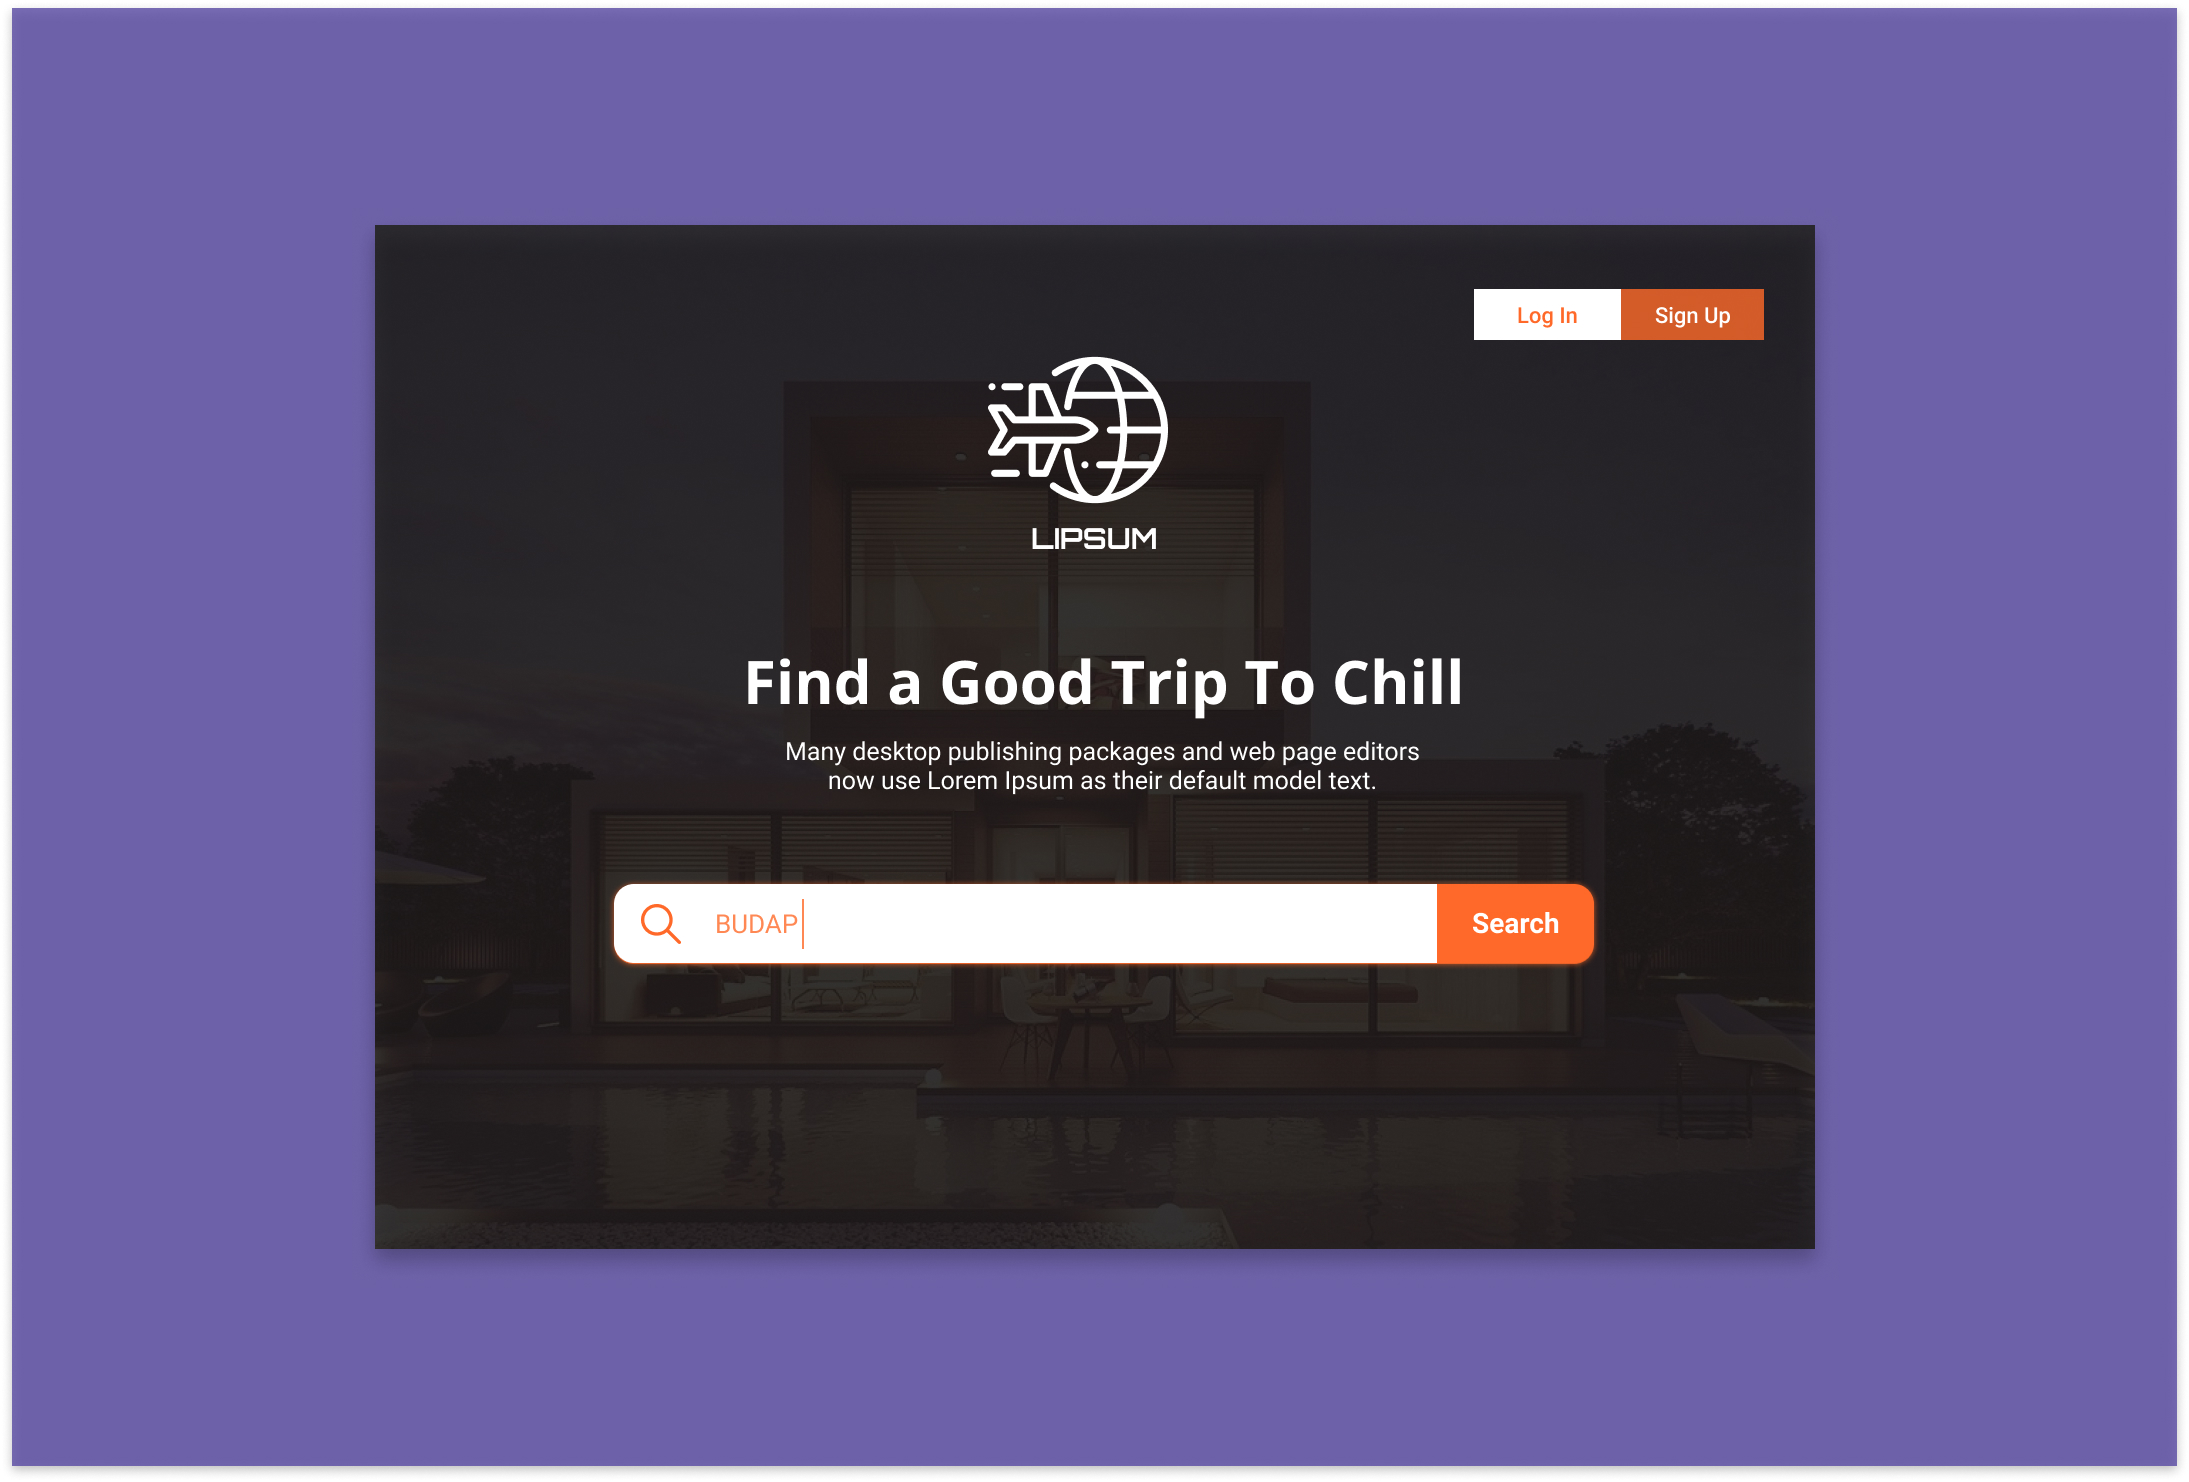 Log In
Sign Up
LIPSUM
Find a Good Trip To Chill
Many desktop publishing packages and web page editors
now use Lorem Ipsum as their default model text.
BUDAP
Search